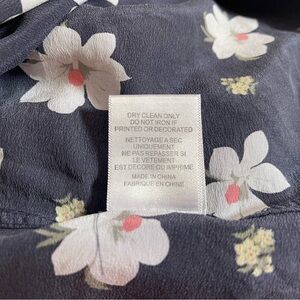 DRY CLEAN ONLY
DO NOT IRON IF
PRINTED OR DECORATED
NETTOYAGE A SEC
UNIQUEMENT
NE PAS REPASSER SI
LE VETEMENT
EST DECORE OU IMPRIME
MADE IN CHINA
FABRIQUE EN CHINE